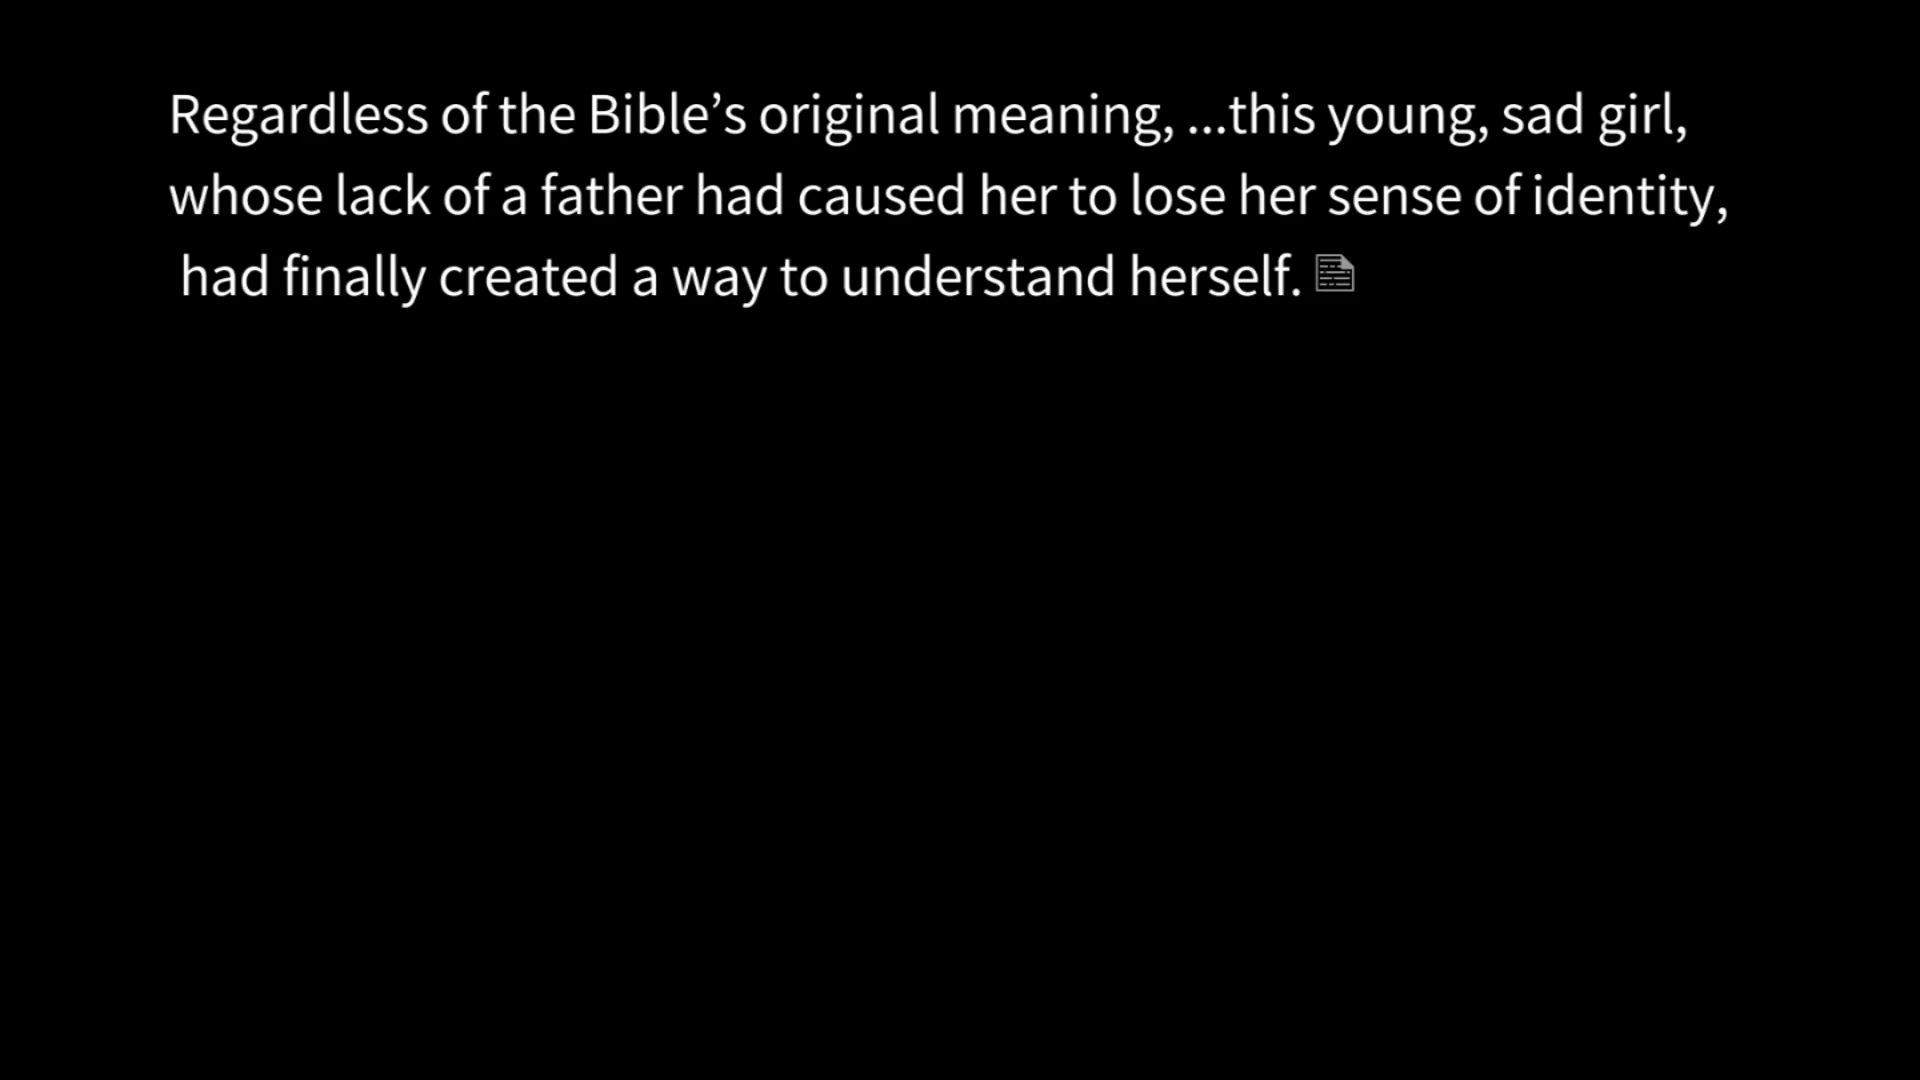 Regardless of the Bible’s original meaning, ...this young, sad girl,
whose lack of a father had caused her to lose her sense of identity,
had finally created a way to understand herself.